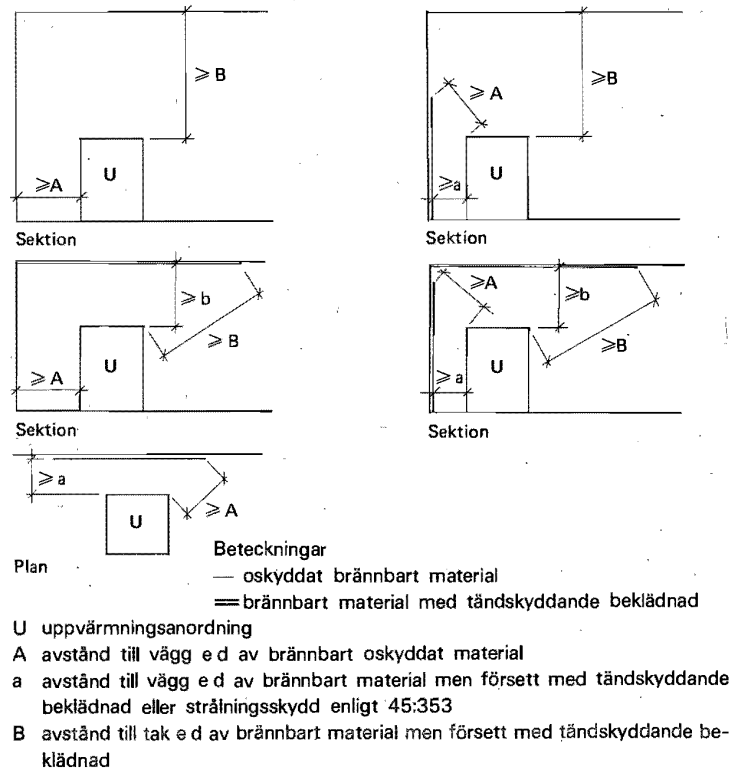 ≥ B
≥A
U
Sektion
≥B
≥ A
≥a
U
Sektion
≥ b
≥ B
≥ A
U
Sektion
≥A
≥b
≥B
≥a
U
Sektion
≥ a
≥ A
U
Plan
Beteckningar
— oskyddat brännbart material
═ brännbart material med tändskyddande beklädnad
U uppvärmningsanordning
A avstånd till vägg e d av brännbart oskyddat material
a avstånd till vägg e d av brännbart material men försett med tändskyddande
beklädnad eller strålningsskydd enligt 45:353
B avstånd till tak e d av brännbart material men försett med tändskyddande be-
klädnad